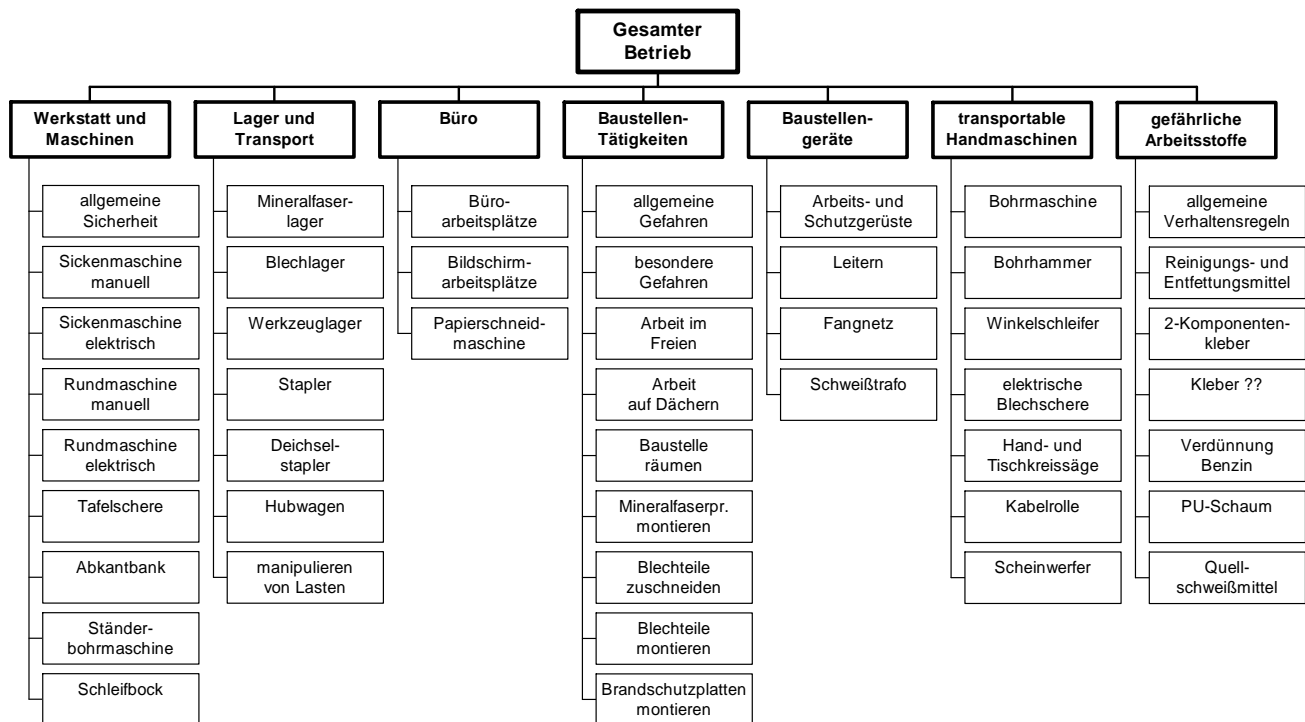 Gesamter
Betrieb
Werkstatt und
Maschinen
allgemeine
Sicherheit
Sickenmaschine
manuell
Sickenmaschine
elektrisch
Rundmaschine
manuell
Rundmaschine
elektrisch
Tafelschere
Abkantbank
Ständer-
bohrmaschine
Schleifbock
Lager und
Transport
Mineralfaser-
lager
Blechlager
Werkzeuglager
Stapler
Deichsel-
stapler
Hubwagen
manipulieren
von Lasten
Büro
Büro-
arbeitsplätze
Bildschirm-
arbeitsplätze
Papierschneid-
maschine
Baustellen-
Tätigkeiten
allgemeine
Gefahren
besondere
Gefahren
Arbeit im
Freien
Arbeit
auf Dächern
Baustelle
räumen
Mineralfaserpr.
montieren
Blechteile
zuschneiden
Blechteile
montieren
Brandschutzplatten
montieren
Baustellen-
geräte
Arbeits- und
Schutzgerüste
Leitern
Fangnetz
Schweißtrafo
transportable
Handmaschinen
Bohrmaschine
Bohrhammer
Winkelschleifer
elektrische
Blechschere
Hand- und
Tischkreissäge
Kabelrolle
Scheinwerfer
gefährliche
Arbeitsstoffe
allgemeine
Verhaltensregeln
Reinigungs- und
Entfettungsmittel
2-Komponenten-
kleber
Kleber ??
Verdünnung
Benzin
PU-Schaum
Quell-
schweißmittel